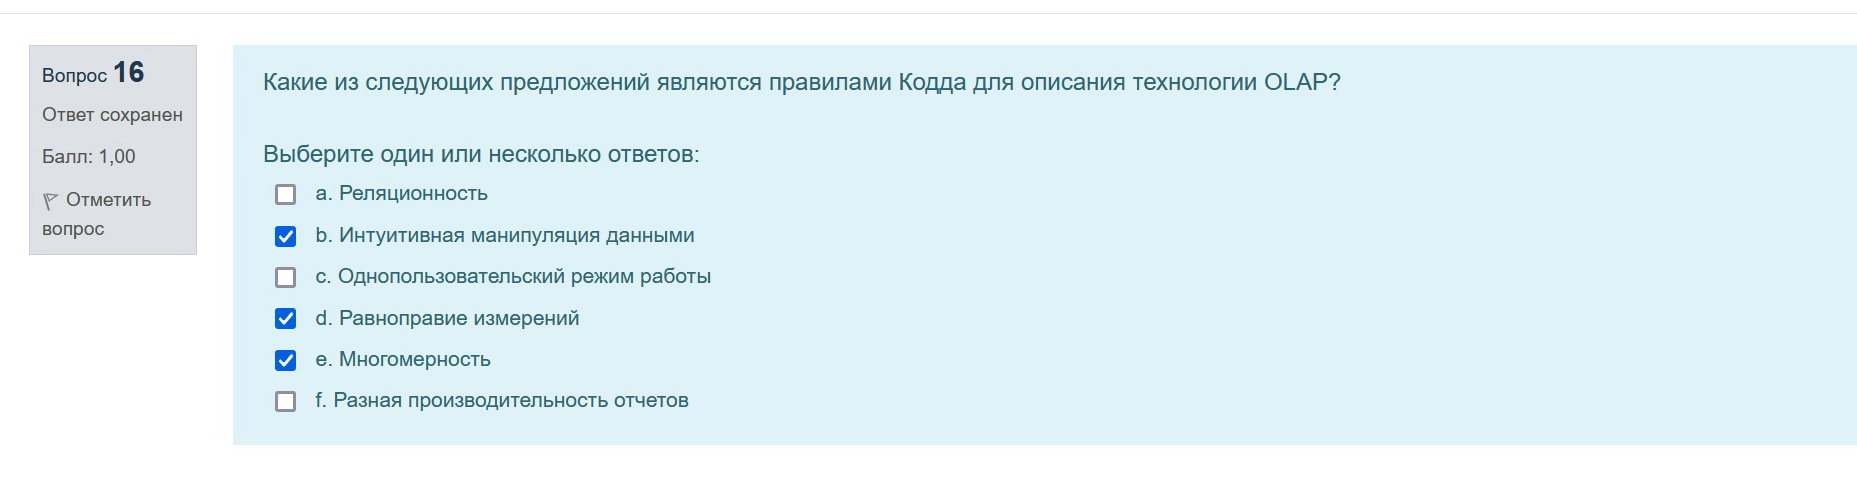 Вопрос 16
Ответ сохранен
Балл: 1,00
Отметить
вопрос
Какие из следующих предложений являются правилами Кодда для описания технологии OLAP?
Выберите один или несколько ответов:
a. Реляционность
b. Интуитивная манипуляция данными
c. Однопользовательский режим работы
d. Равноправие измерений
e. Многомерность
f. Разная производительность отчетов